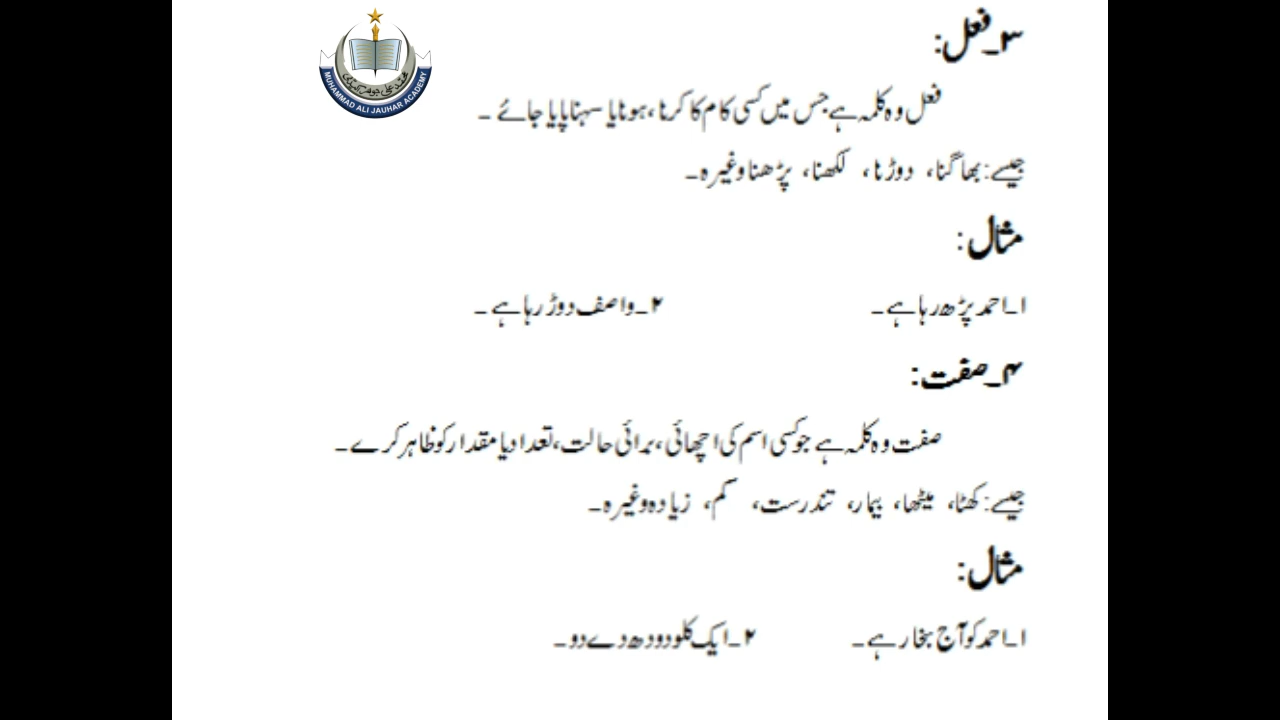 محمد علی جوہر اکیڈمی
MUHAMMAD ALI JAUHAR ACADEMY
۳۔فعل:
فعل وہ کلمہ ہے جس میں کسی کام کا کرنا،ہونا یا سہنا پایا جائے ۔
جیسے:بھاگنا، دوڑنا، لکھنا، پڑھنا وغیرہ۔
مثال:
۱۔احمد پڑھ رہا ہے۔ ۲۔واصف دوڑ رہا ہے۔
۴۔صفت:
صفت وہ کلمہ ہے جو کسی اسم کی اچھائی،برائی حالت،تعداد یا مقدار کو ظاہر کرے۔
جیسے:کھٹا، میٹھا، بیمار، تندرست، کم، زیادہ وغیرہ۔
مثال:
۱۔احمد کو آج بخار ہے۔ ۲۔ایک کلو دودھ دے دو۔